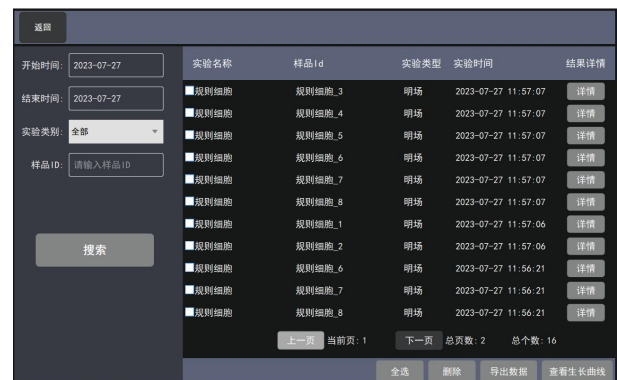 返回
开始时间: 2023-07-27
结束时间: 2023-07-27
实验类别: 全部
样品ID: 请输入样品ID
搜索
实验名称 样品Id 实验类型 实验时间 结果详情
规则细胞 规则细胞_3 明场 2023-07-27 11:57:07 详情
规则细胞 规则细胞_4 明场 2023-07-27 11:57:07 详情
规则细胞 规则细胞_5 明场 2023-07-27 11:57:07 详情
规则细胞 规则细胞_6 明场 2023-07-27 11:57:07 详情
规则细胞 规则细胞_7 明场 2023-07-27 11:57:07 详情
规则细胞 规则细胞_8 明场 2023-07-27 11:57:07 详情
规则细胞 规则细胞_1 明场 2023-07-27 11:57:06 详情
规则细胞 规则细胞_2 明场 2023-07-27 11:57:06 详情
规则细胞 规则细胞_6 明场 2023-07-27 11:56:21 详情
规则细胞 规则细胞_7 明场 2023-07-27 11:56:21 详情
规则细胞 规则细胞_8 明场 2023-07-27 11:56:21 详情
上一页 当前页: 1 下一页 总页数: 2 总个数: 16
全选 删除 导出数据 查看生长曲线